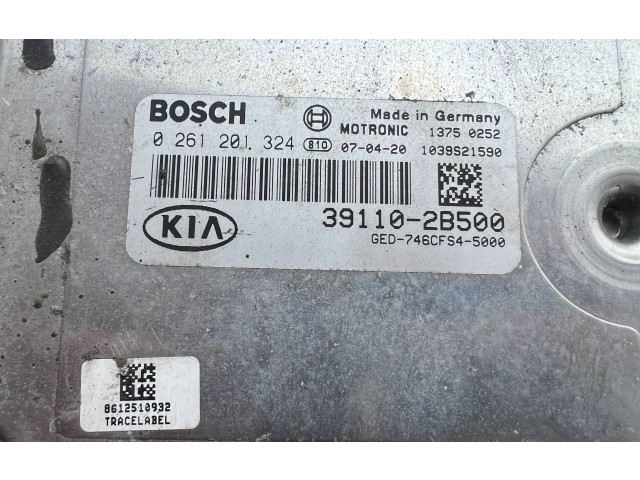 BOSCH
Made in Germany
MOTRONIC 1375 0252
0 261 201 324 810 07-04-20 1039S21590
39110-2B500
KIA
GED-746CFS4-5000
8612510932
TRACELABEL